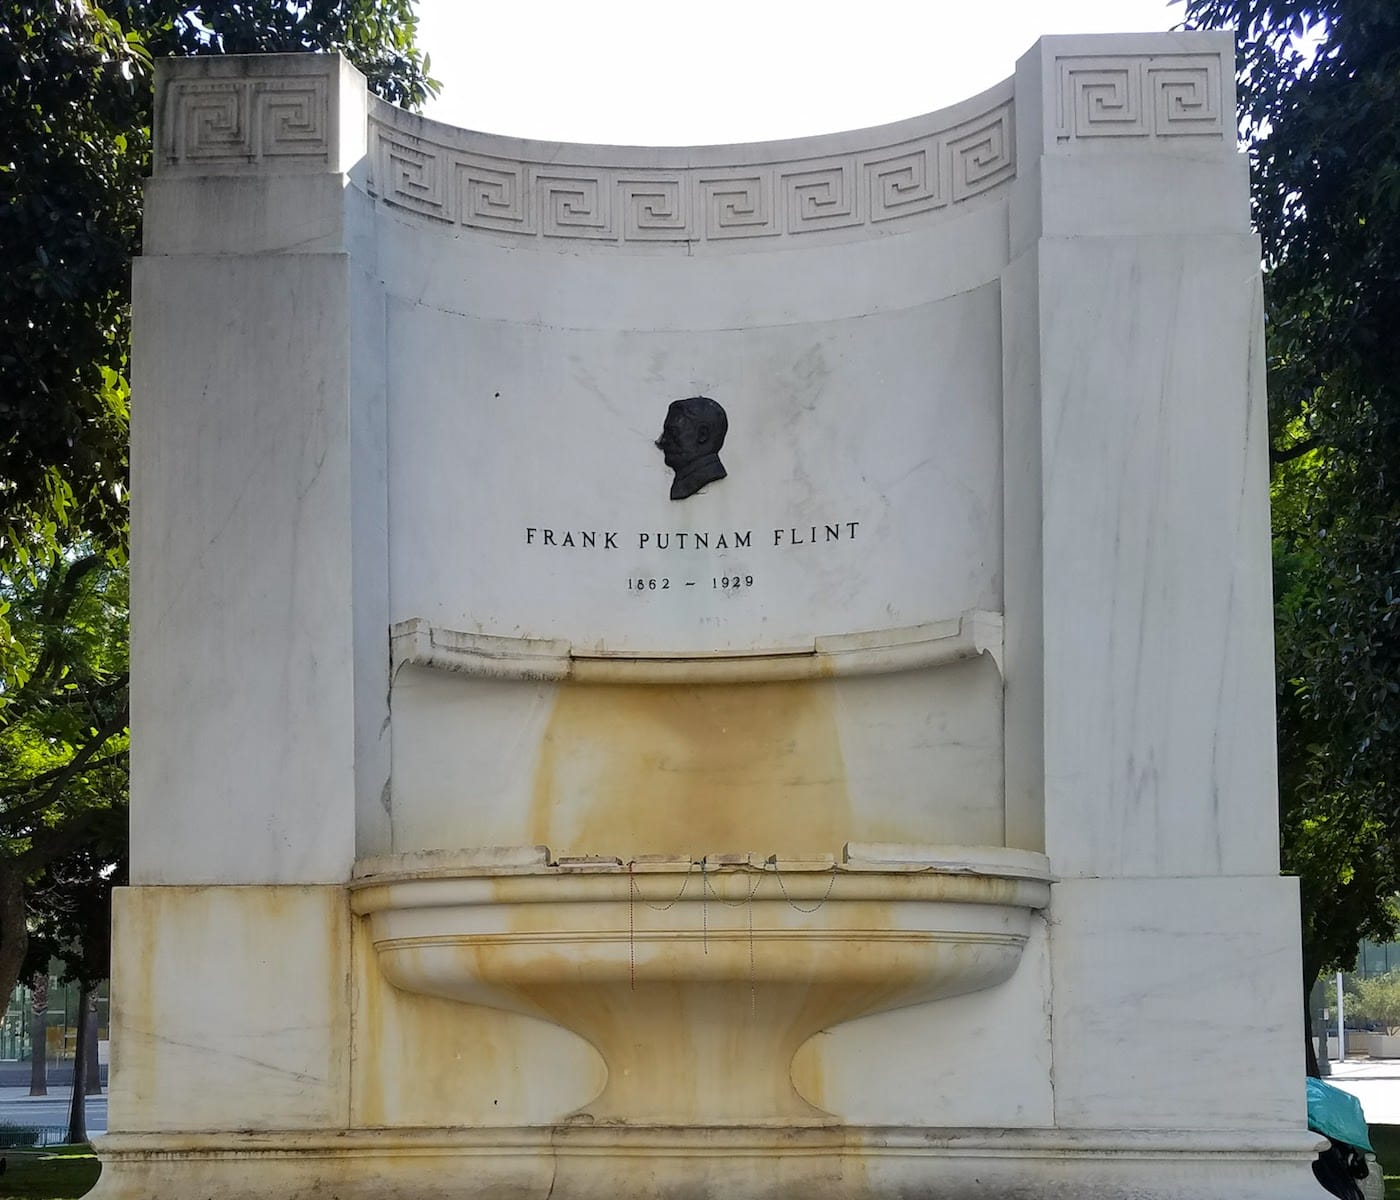 FRANK PUTNAM FLINT
1862 – 1929